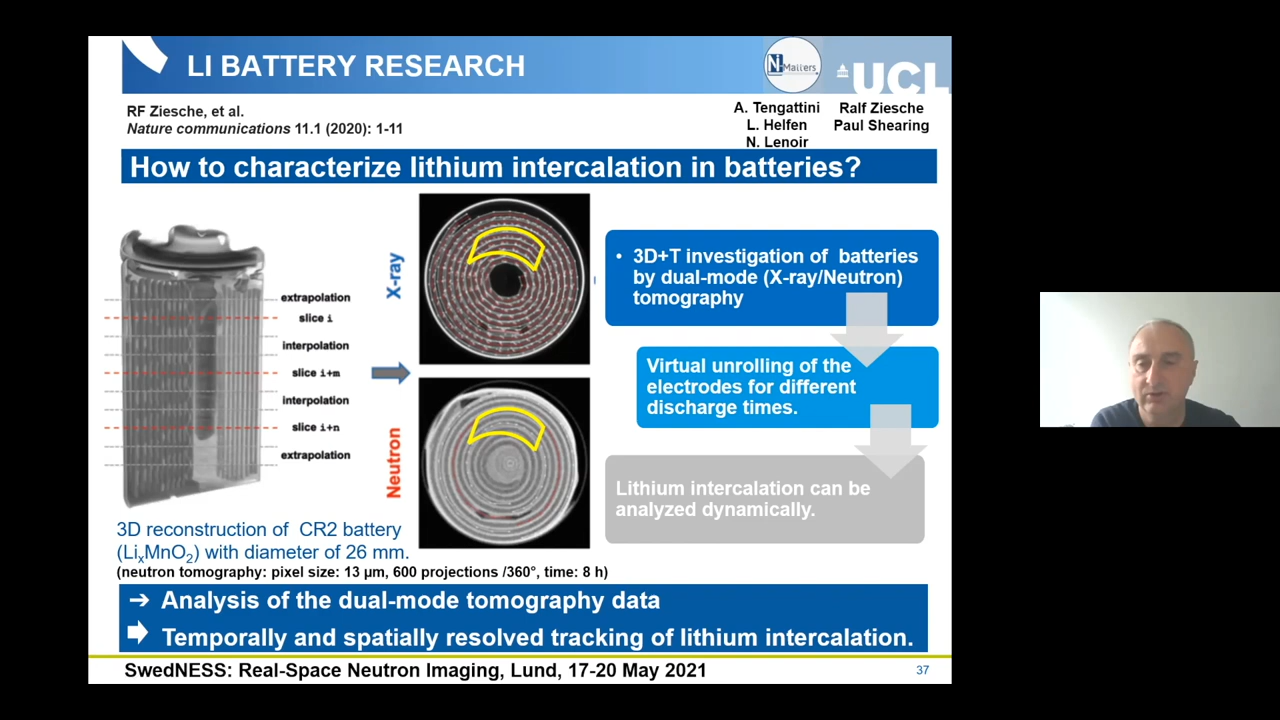 LI BATTERY RESEARCH
Ni-Matters
UCL
RF Ziesche, et al.
Nature communications 11.1 (2020): 1-11
A. Tengattini
L. Helfen
N. Lenoir
Ralf Ziesche
Paul Shearing
How to characterize lithium intercalation in batteries?
extrapolation
slice i
interpolation
slice i+m
interpolation
slice i+n
extrapolation
X-ray
Neutron
• 3D+T investigation of batteries
by dual-mode (X-ray/Neutron)
tomography
Virtual unrolling of the
electrodes for different
discharge times.
Lithium intercalation can be
analyzed dynamically.
3D reconstruction of CR2 battery
(LiₓMnO₂) with diameter of 26 mm.
(neutron tomography: pixel size: 13 µm, 600 projections /360°, time: 8 h)
➔ Analysis of the dual-mode tomography data
➡ Temporally and spatially resolved tracking of lithium intercalation.
SwedNESS: Real-Space Neutron Imaging, Lund, 17-20 May 2021
37